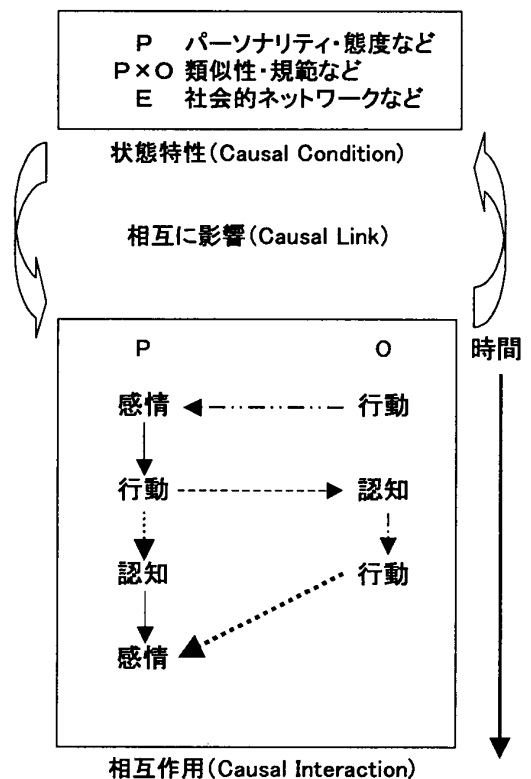 P パーソナリティ・態度など
P×O 類似性・規範など
E 社会的ネットワークなど
状態特性(Causal Condition)
相互に影響(Causal Link)
P O 時間
感情 行動
行動 認知
認知 行動
感情
相互作用(Causal Interaction)